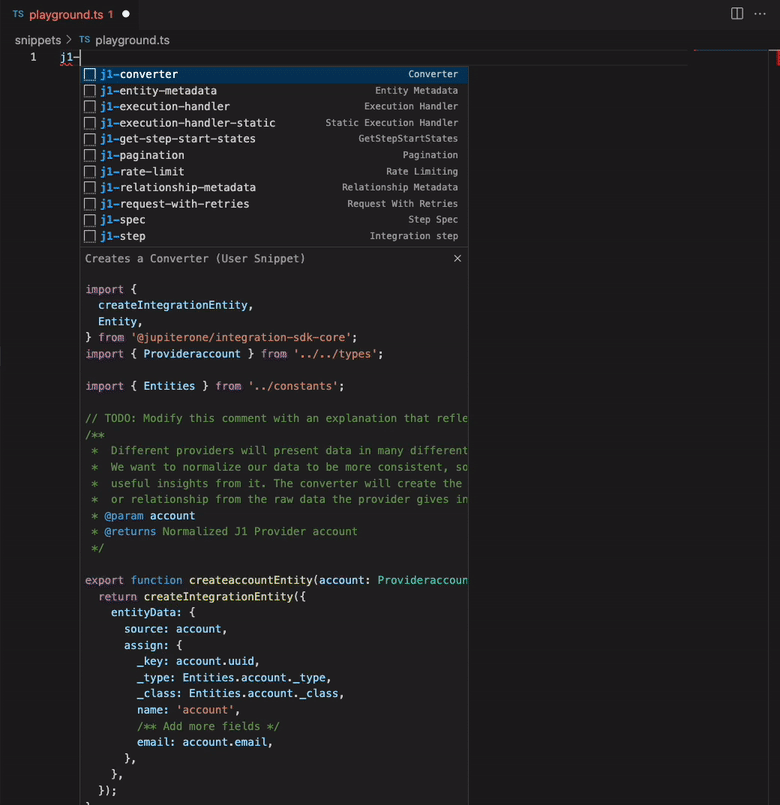 TS playground.ts 1
snippets > TS playground.ts
1 j1-
j1-converter Converter
j1-entity-metadata Entity Metadata
j1-execution-handler Execution Handler
j1-execution-handler-static Static Execution Handler
j1-get-step-start-states GetStepStartStates
j1-pagination Pagination
j1-rate-limit Rate Limiting
j1-relationship-metadata Relationship Metadata
j1-request-with-retries Request With Retries
j1-spec Step Spec
j1-step Integration step
Creates a Converter (User Snippet)
import {
  createIntegrationEntity,
  Entity,
} from '@jupiterone/integration-sdk-core';
import { Provideraccount } from '../../types';
import { Entities } from '../constants';
// TODO: Modify this comment with an explanation that refle
/**
 *  Different providers will present data in many different
 *  We want to normalize our data to be more consistent, so
 *  useful insights from it. The converter will create the
 *  or relationship from the raw data the provider gives in
 * @param account
 * @returns Normalized J1 Provider account
 */
export function createaccountEntity(account: Provideraccoun
  return createIntegrationEntity({
    entityData: {
      source: account,
      assign: {
        _key: account.uuid,
        _type: Entities.account._type,
        _class: Entities.account._class,
        name: 'account',
        /** Add more fields */
        email: account.email,
      },
    },
  });